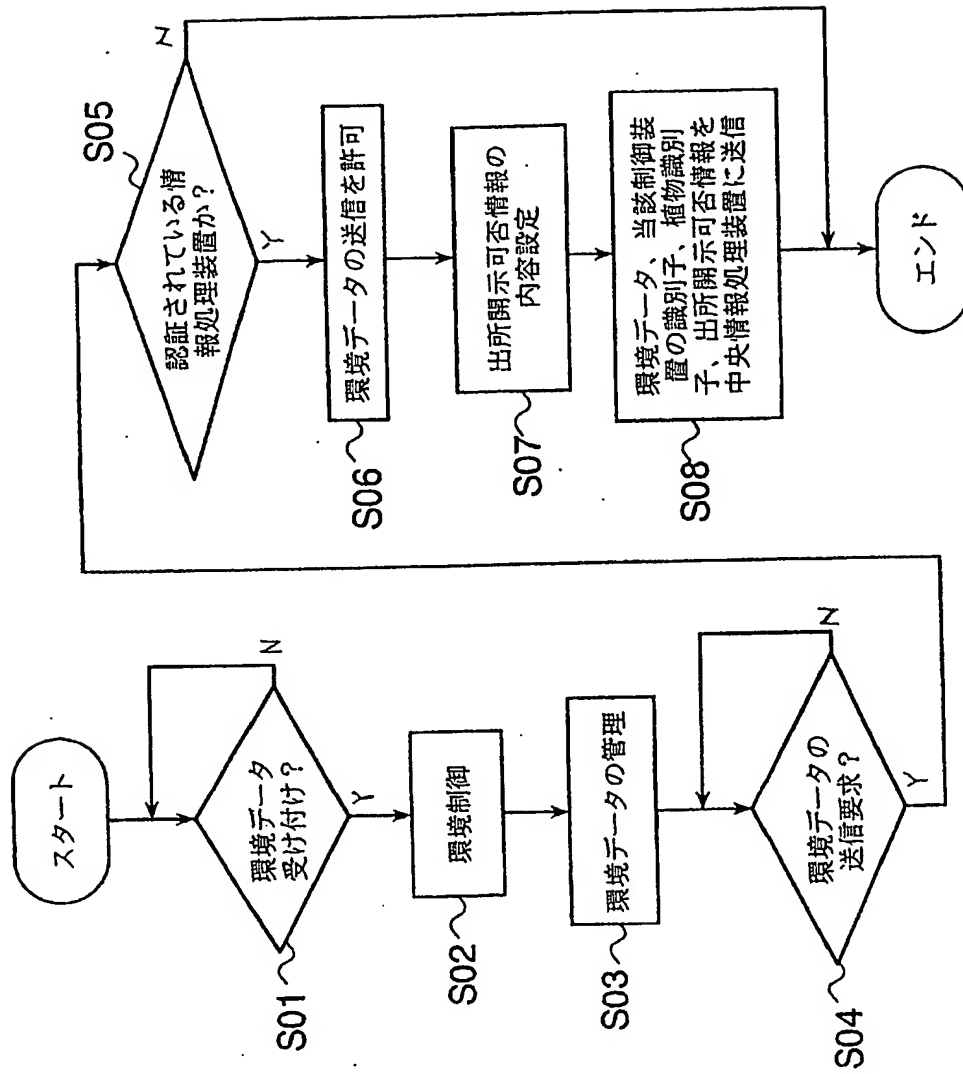 スタート
環境データ
受け付け？
N
Y
S01
環境制御
S02
環境データの管理
S03
環境データの
送信要求？
N
Y
S04
認証されている情
報処理装置か？
N
Y
S05
環境データの送信を許可
S06
出所開示可否情報の
内容設定
S07
環境データ、当該制御装
置の識別子、植物識別
子、出所開示可否情報を
中央情報処理装置に送信
S08
エンド